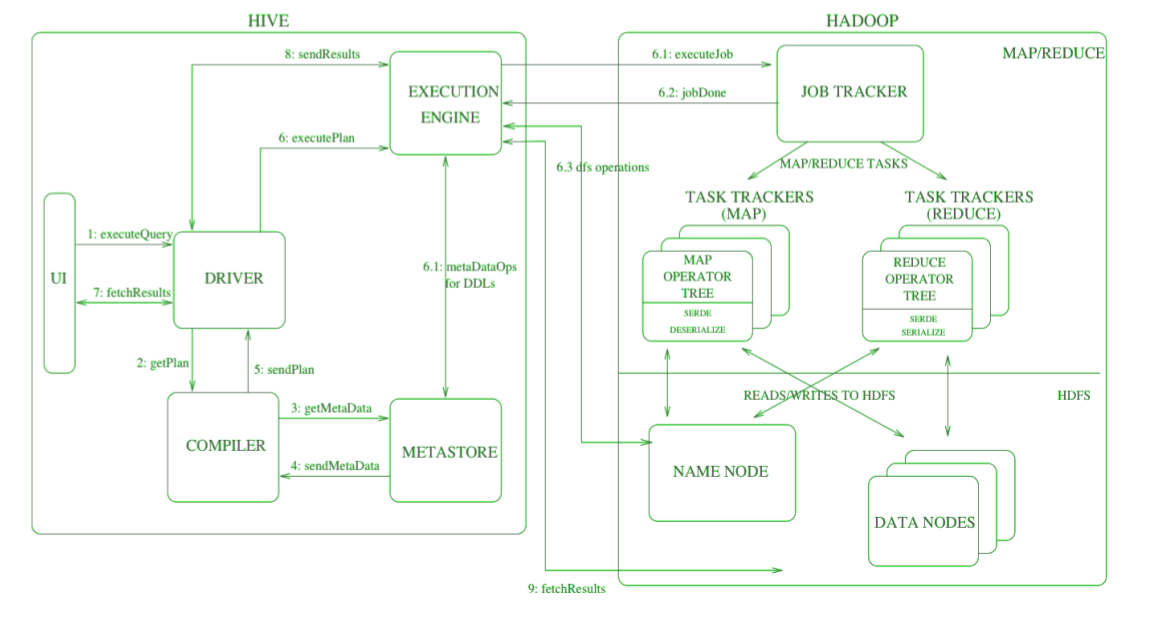 HIVE
HADOOP
8: sendResults
6.1: executeJob
MAP/REDUCE
EXECUTION
ENGINE
6.2: jobDone
JOB TRACKER
6: executePlan
6.3 dfs operations
MAP/REDUCE TASKS
TASK TRACKERS
(MAP)
TASK TRACKERS
(REDUCE)
1: executeQuery
UI
DRIVER
7: fetchResults
6.1: metaDataOps
for DDLs
MAP
OPERATOR
TREE
SERDE
DESERIALIZE
REDUCE
OPERATOR
TREE
SERDE
SERIALIZE
2: getPlan
5: sendPlan
3: getMetaData
READS/WRITES TO HDFS
HDFS
COMPILER
METASTORE
4: sendMetaData
NAME NODE
DATA NODES
9: fetchResults